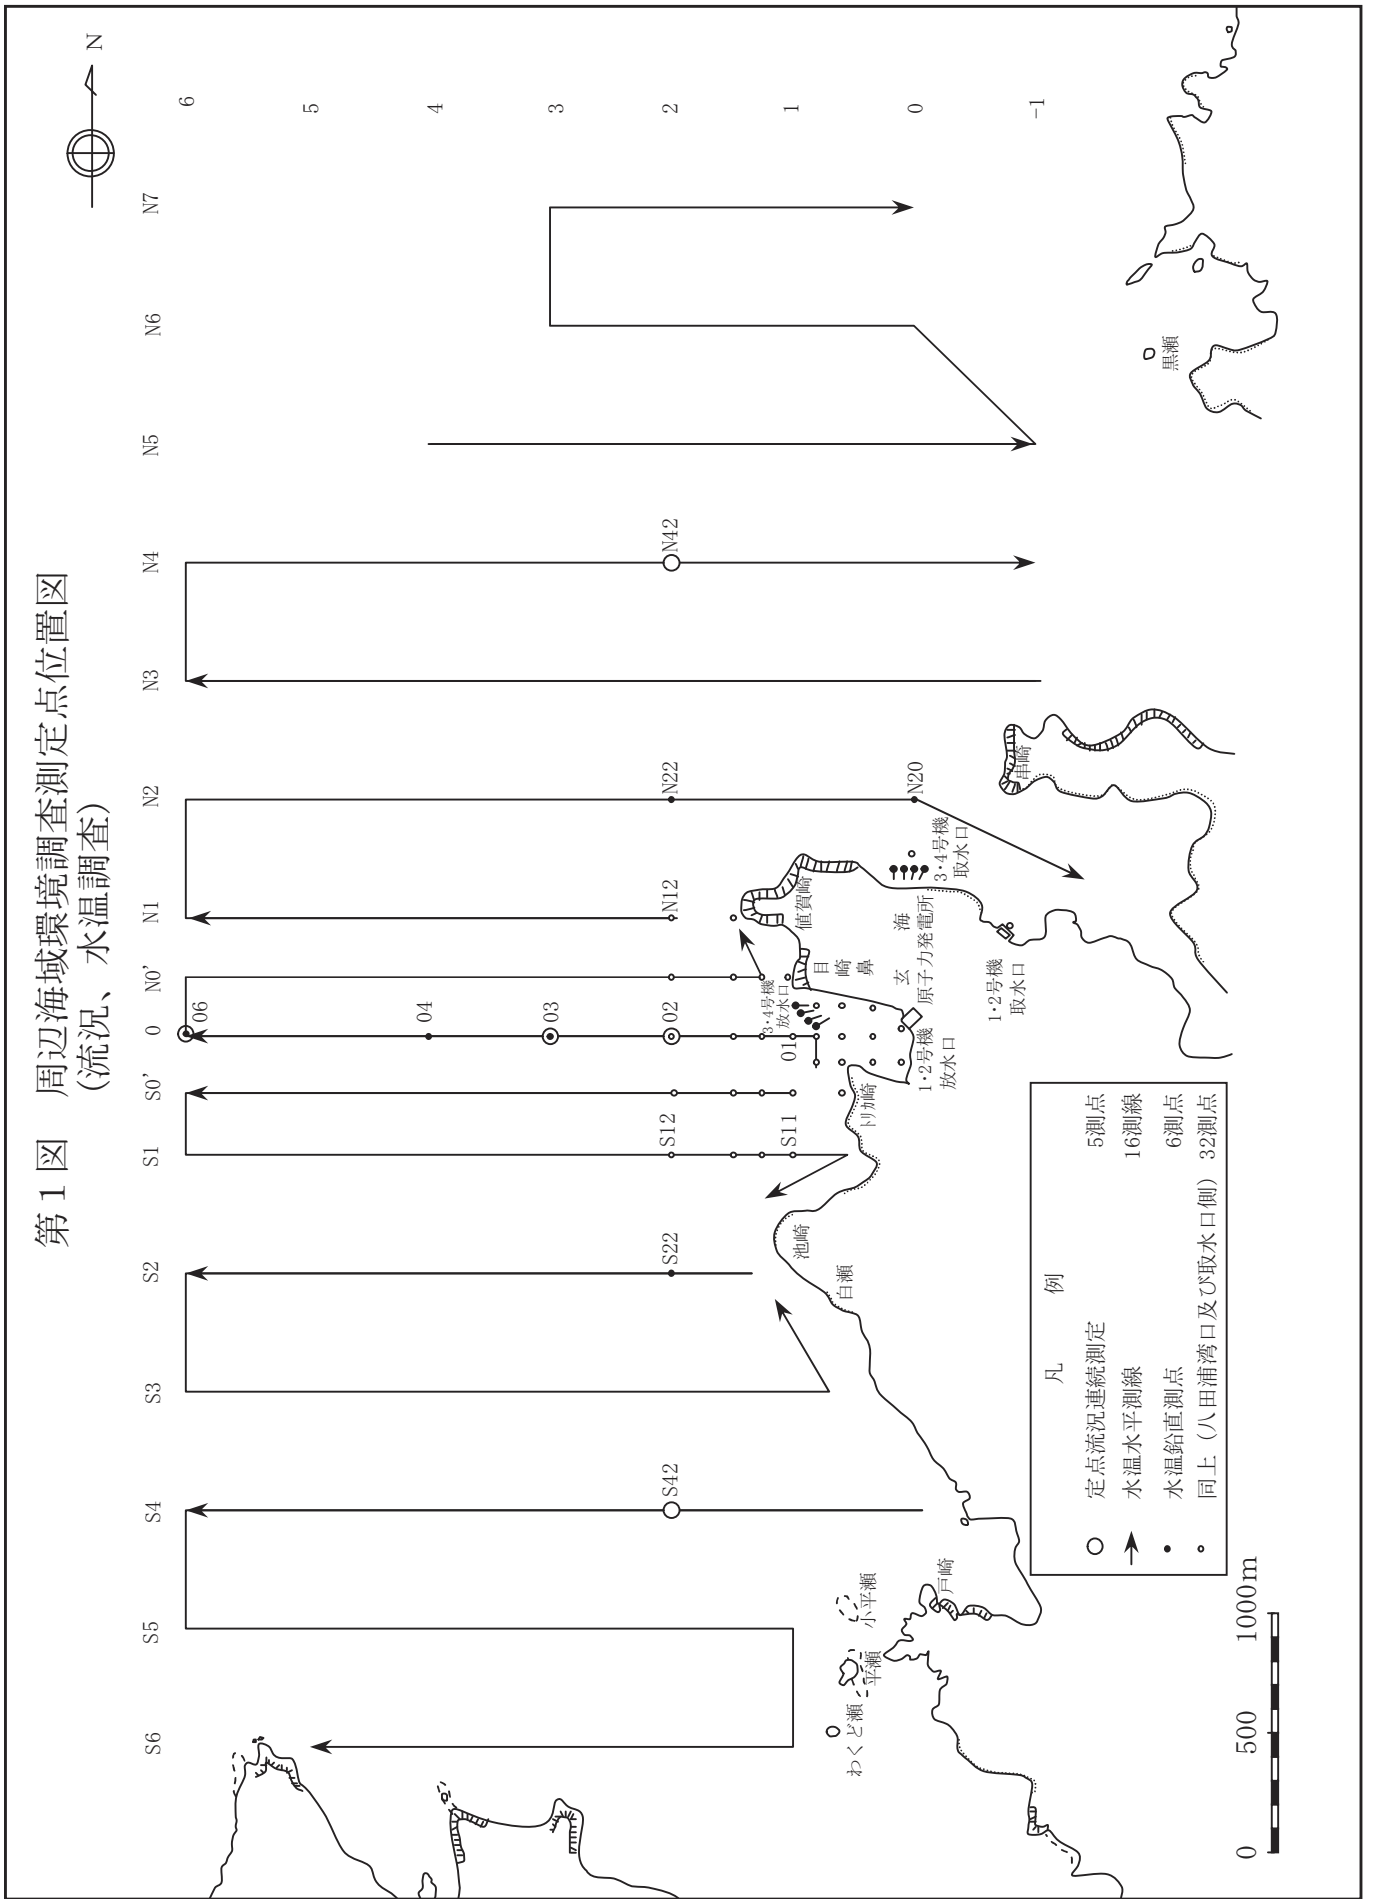 第１図　周辺海域環境調査測定点位置図
（流況、水温調査）
N
S6
S5
S4
S3
S2
S1
S0'
0
N0'
N1
N2
N3
N4
N5
N6
N7
6
5
4
3
2
1
0
-1
06
04
03
02
01
S42
S22
S12
S11
N12
N22
N20
N42
3・4号機
放水口
値賀崎
目崎鼻
玄海
原子力発電所
3・4号機
取水口
1・2号機
放水口
1・2号機
取水口
串崎
黒瀬
ﾄﾘｶ崎
池崎
白瀬
戸崎
小平瀬
平瀬
わくど瀬
凡例
定点流況連続測定　5測点
水温水平測線　16測線
水温鉛直測点　6測点
同上（八田浦湾口及び取水口側）32測点
0　500　1000m